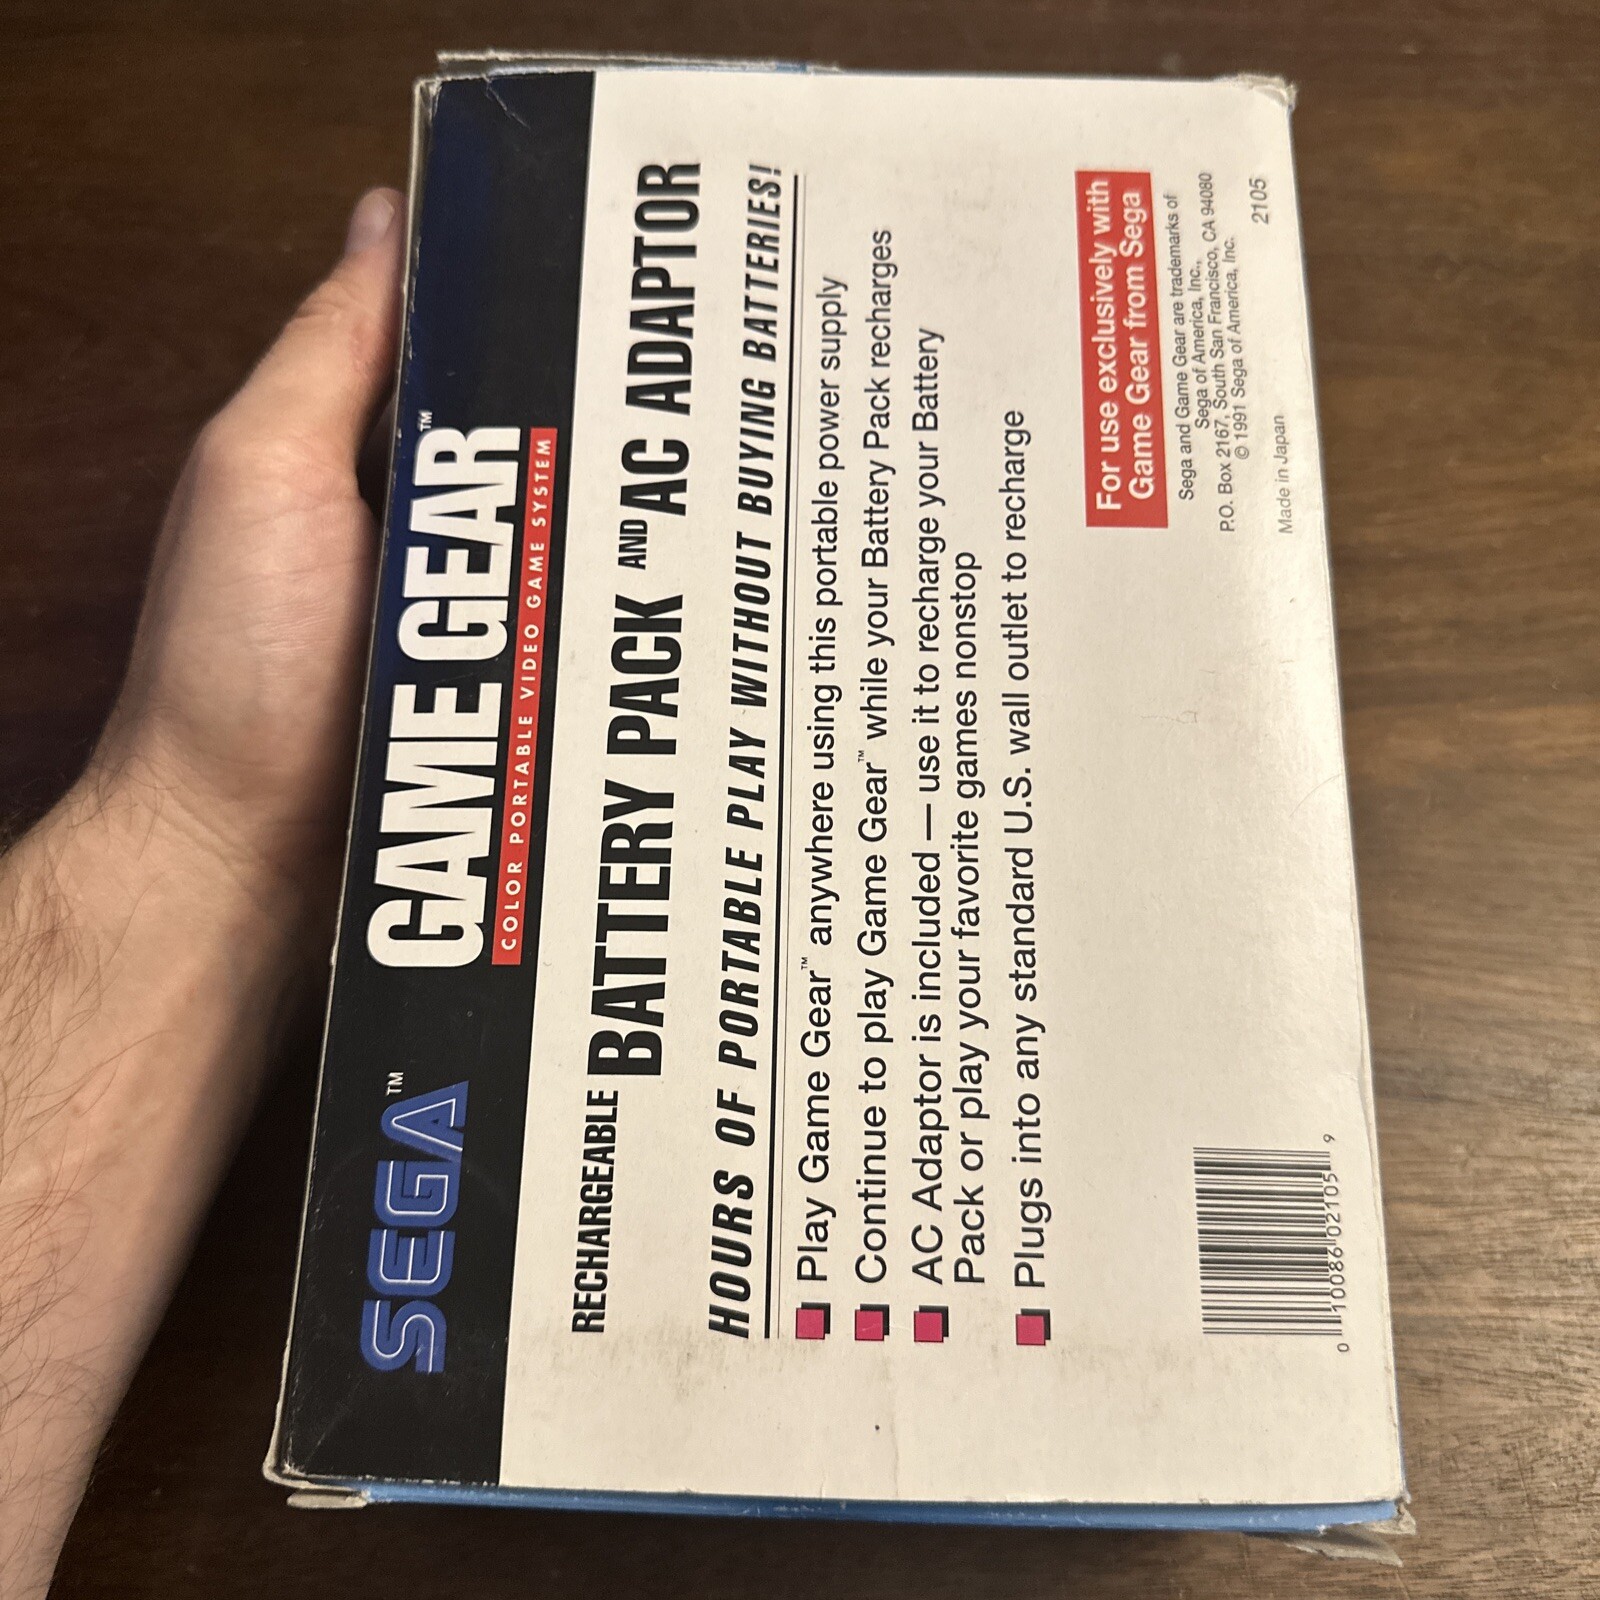 SEGA™
GAME GEAR™
COLOR PORTABLE VIDEO GAME SYSTEM
RECHARGEABLE BATTERY PACK AND AC ADAPTOR
HOURS OF PORTABLE PLAY WITHOUT BUYING BATTERIES!
Play Game Gear™ anywhere using this portable power supply
Continue to play Game Gear™ while your Battery Pack recharges
AC Adaptor is included — use it to recharge your Battery
Pack or play your favorite games nonstop
Plugs into any standard U.S. wall outlet to recharge
For use exclusively with
Game Gear from Sega
Sega and Game Gear are trademarks of
Sega of America, Inc.,
P.O. Box 2167, South San Francisco, CA 94080
© 1991 Sega of America, Inc.
Made in Japan
2105
0 10086 02105 9